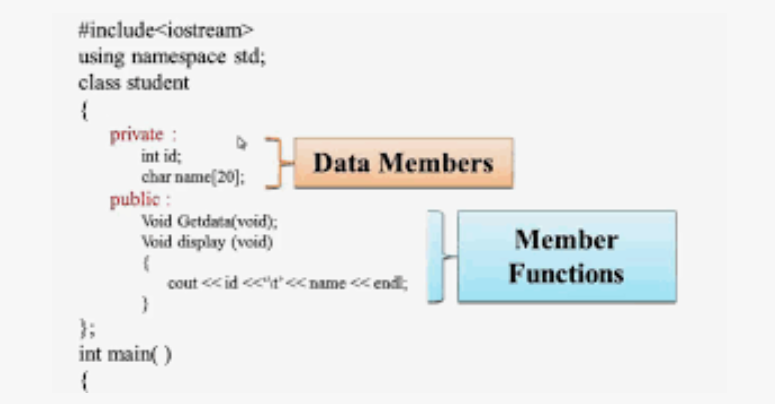 #include<iostream>
using namespace std;
class student
{
private :
int id;
char name[20];
Data Members
public :
Void Getdata(void);
Void display (void)
{
cout << id <<'\t' << name << endl;
}
Member
Functions
};
int main( )
{